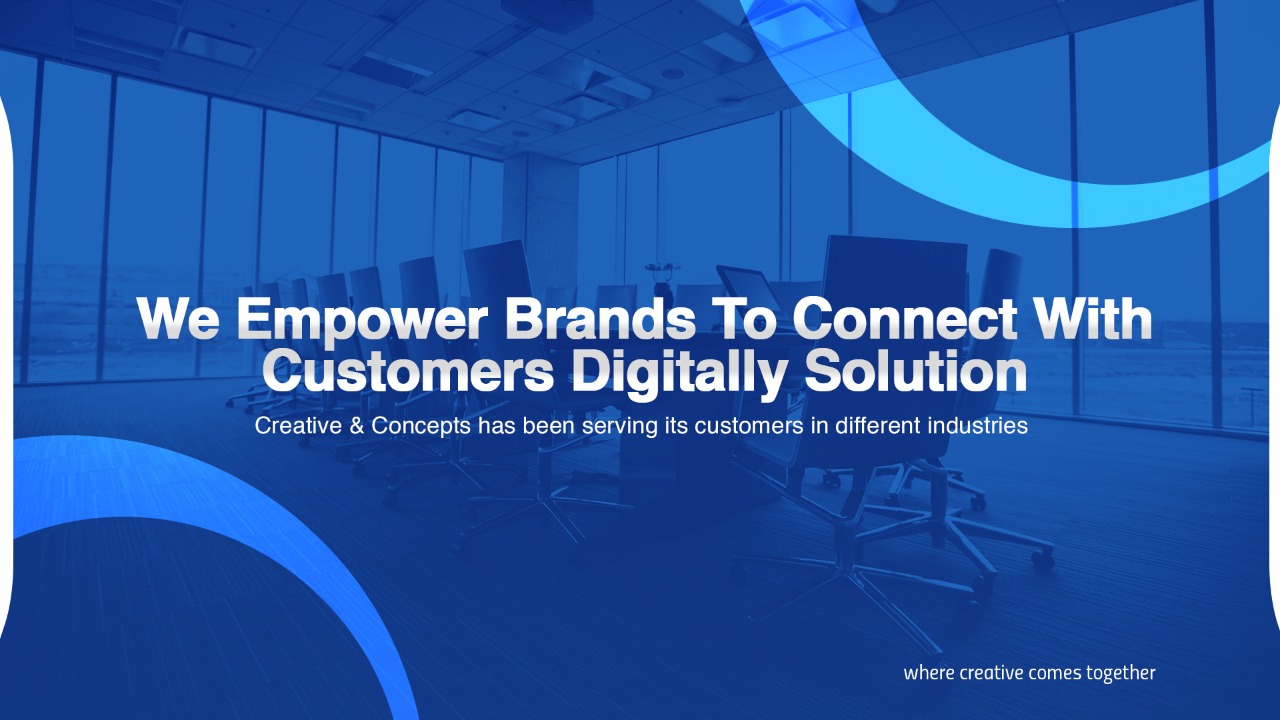 We Empower Brands To Connect With
Customers Digitally Solution
Creative & Concepts has been serving its customers in different industries
where creative comes together